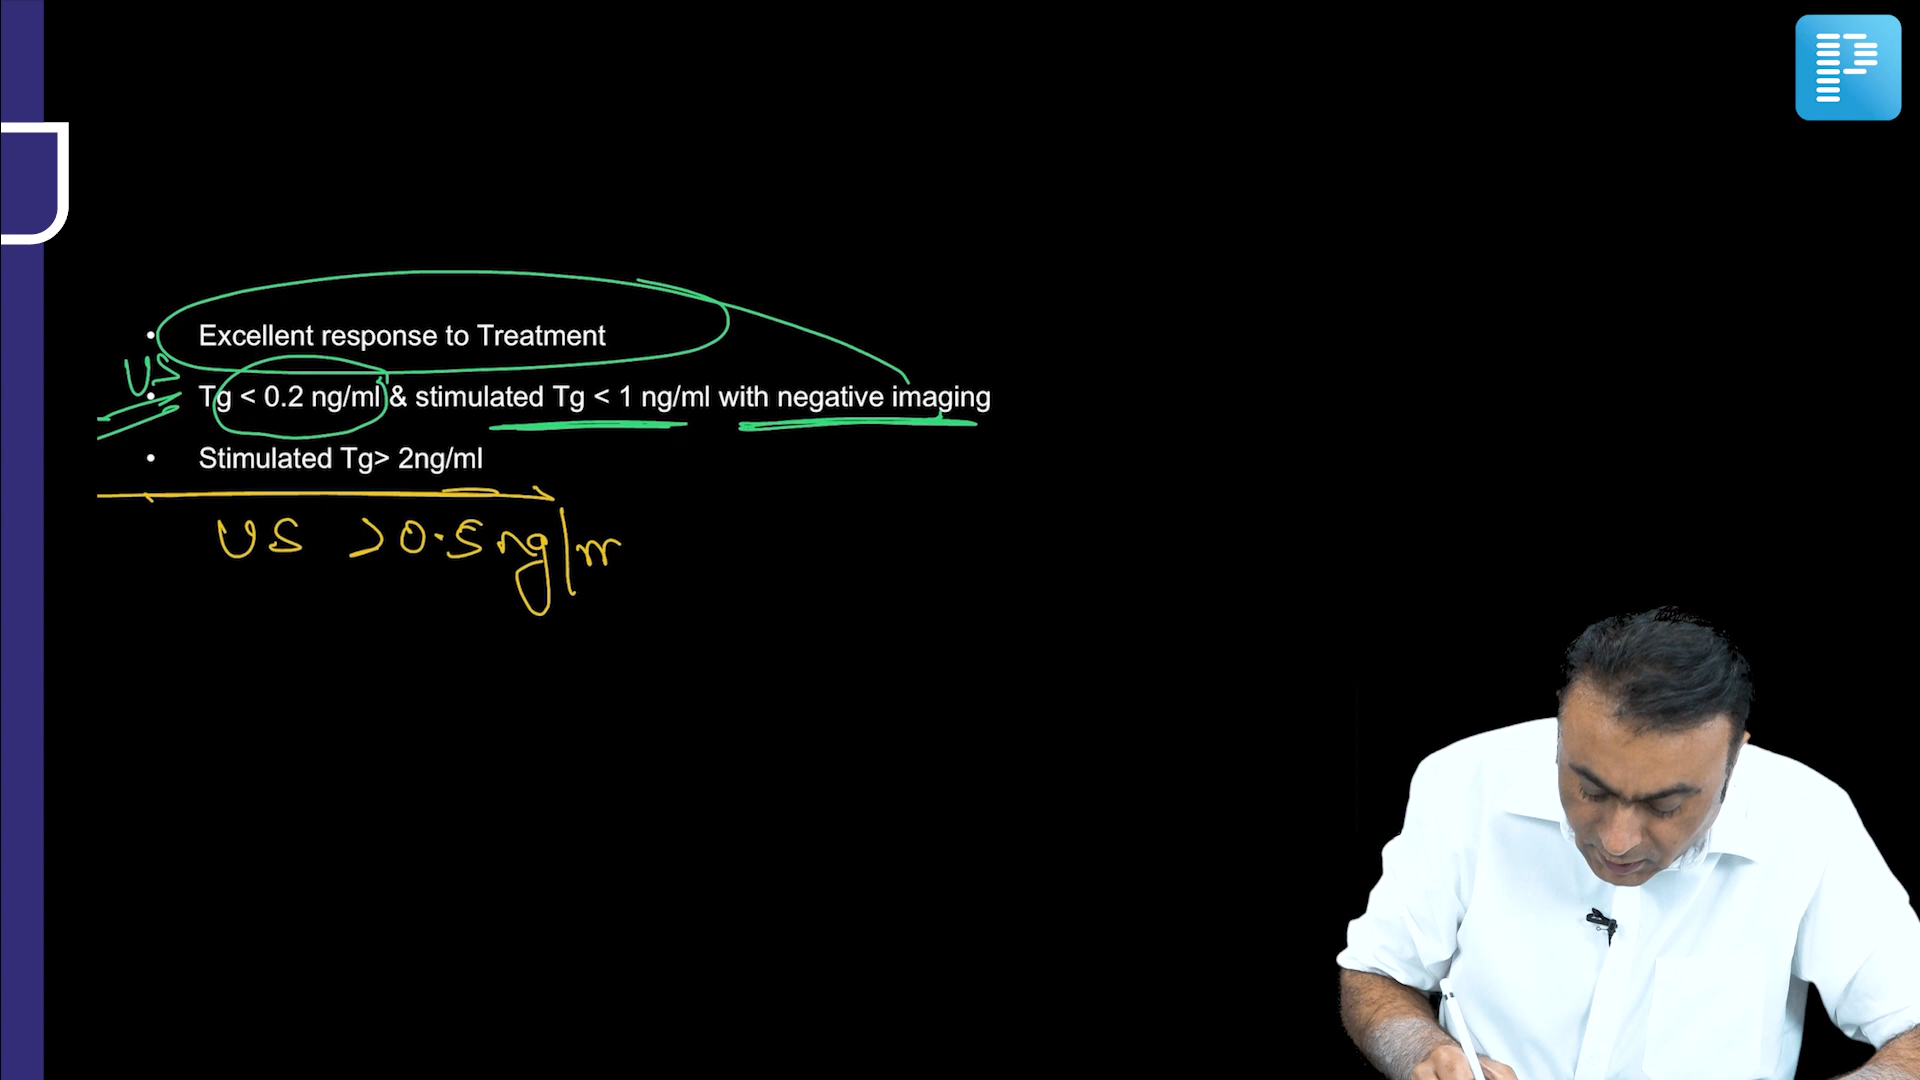 • Excellent response to Treatment
US
• Tg < 0.2 ng/ml & stimulated Tg < 1 ng/ml with negative imaging
• Stimulated Tg> 2ng/ml
US >0.5 ng/m